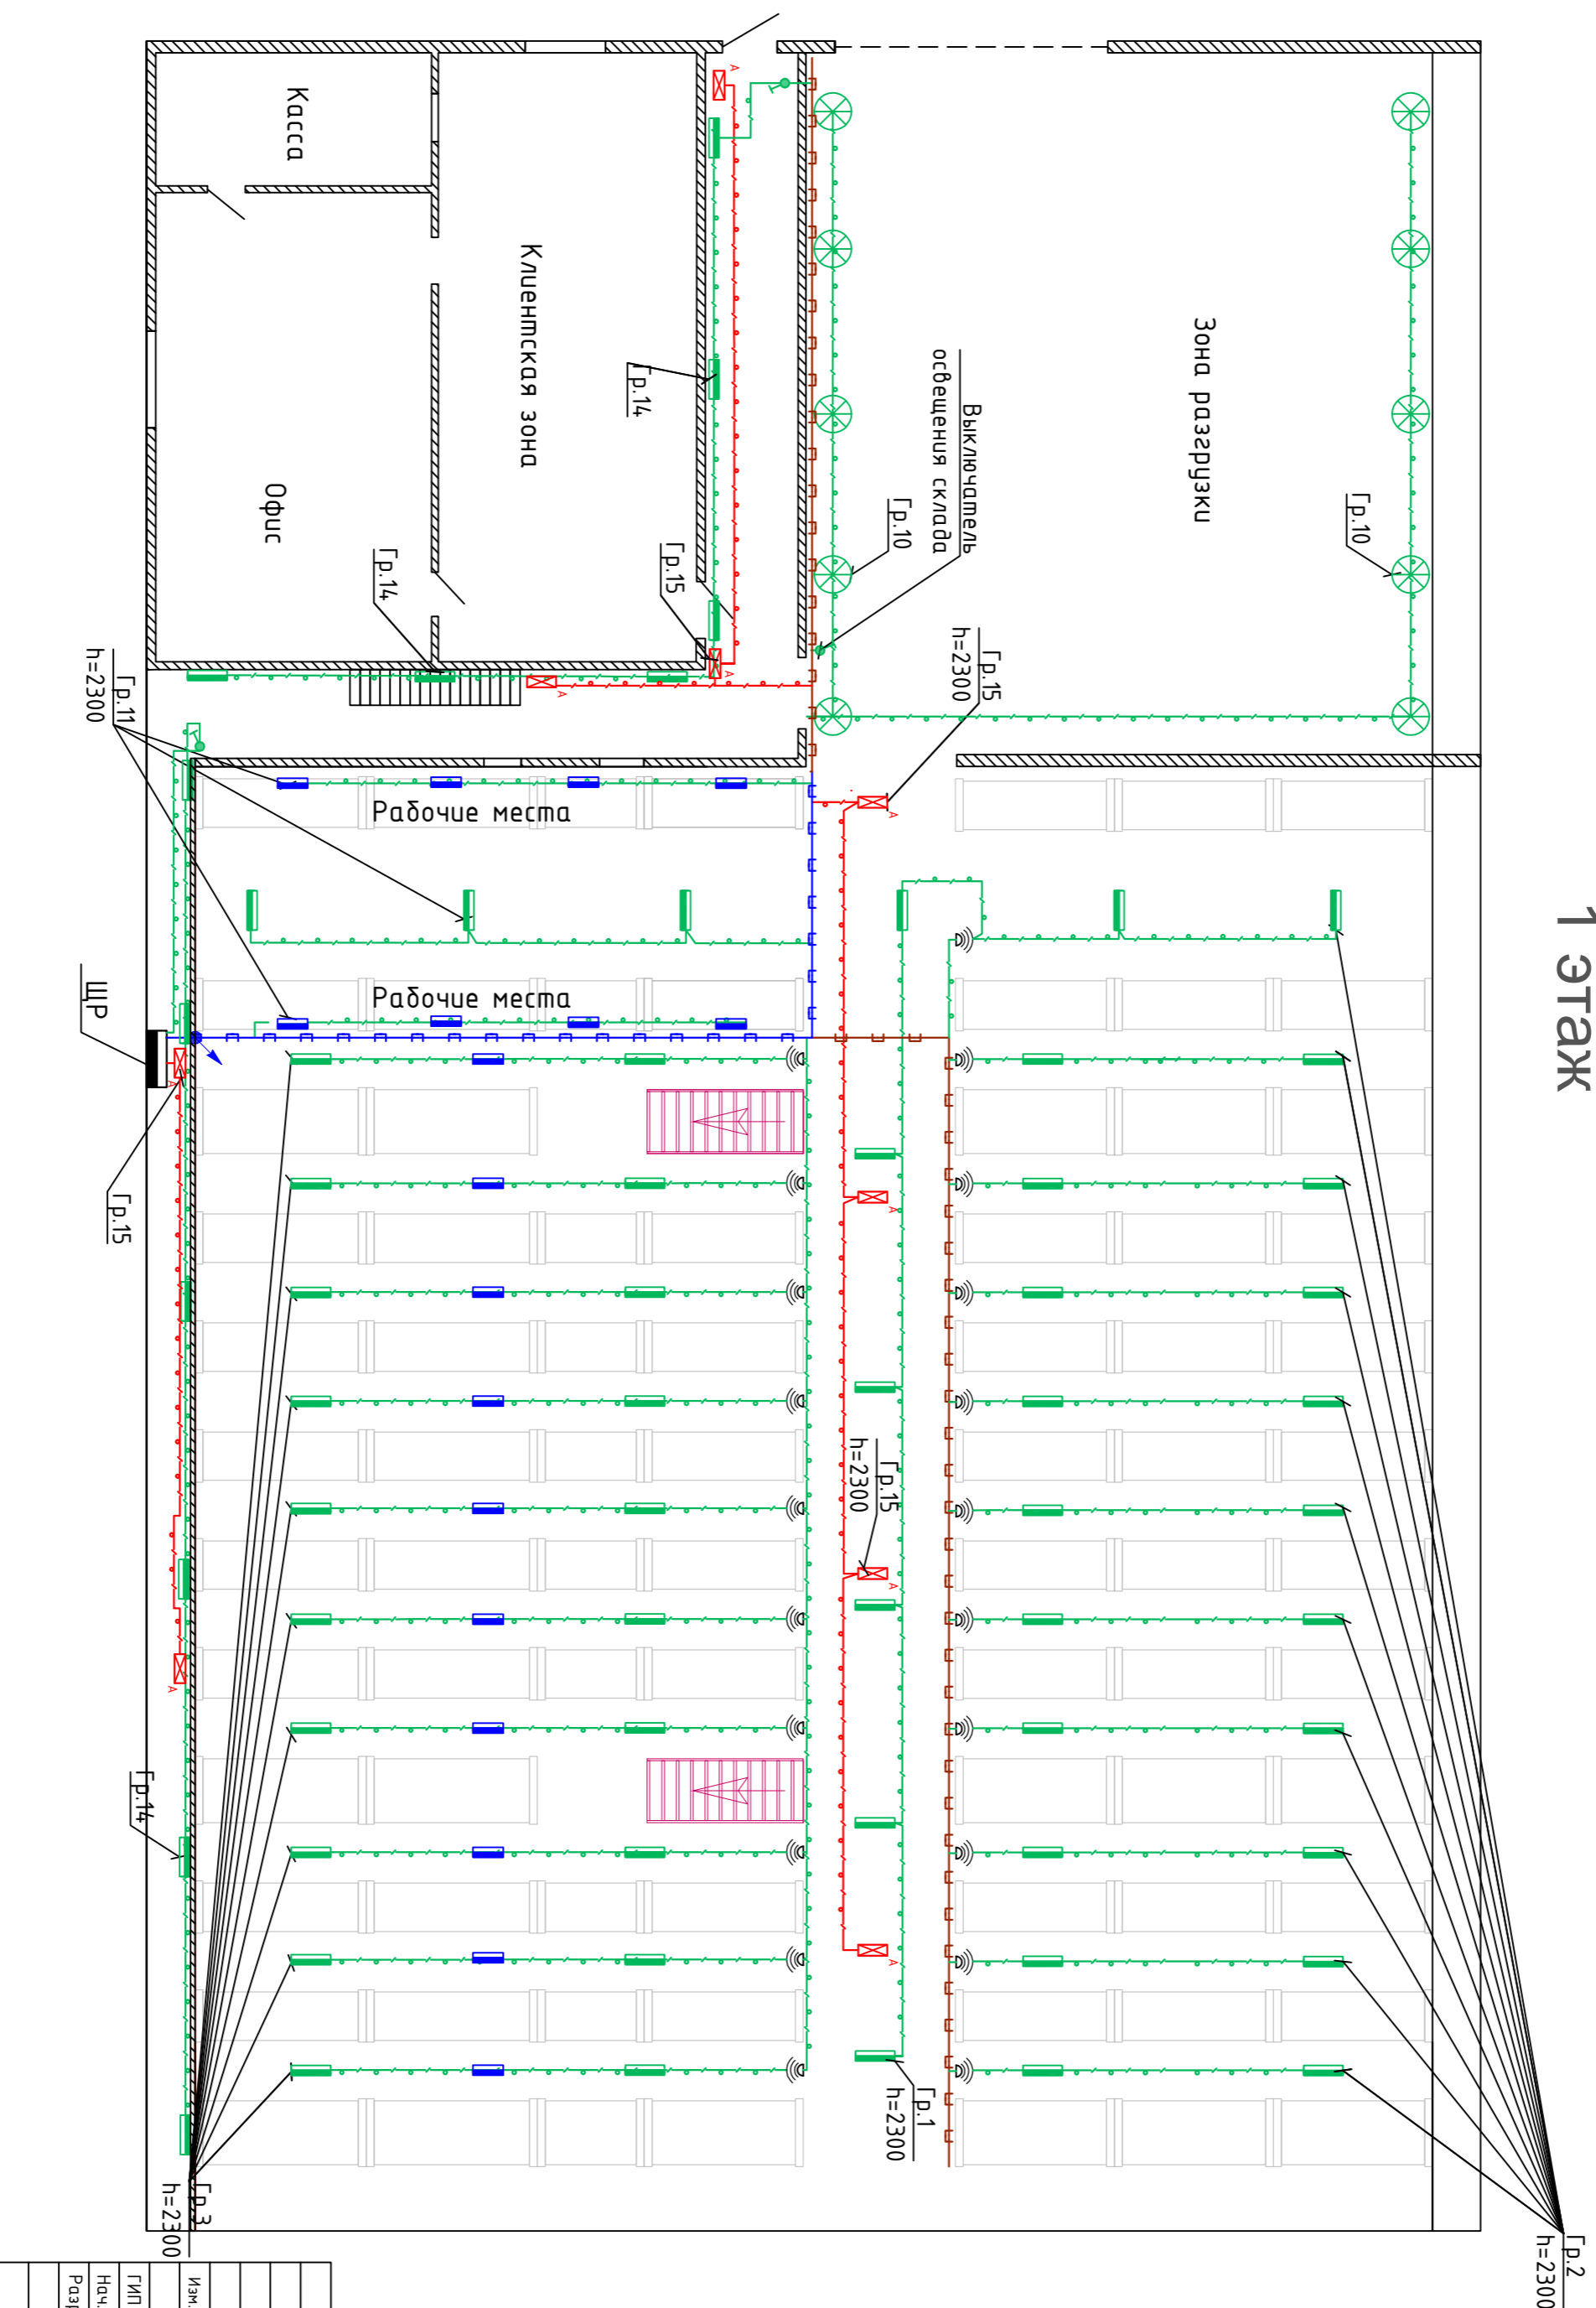 1 этаж
Касса
Клиентская зона
Офис
Зона разгрузки
Гр.14
Гр.15
Гр.14
Выключатель
освещения склада
Гр.10
Гр.10
Гр.15
h=2300
Гр.11
h=2300
Рабочие места
Рабочие места
ЩР
Гр.15
Гр.15
h=2300
Гр.14
Гр.1
h=2300
Гр.3
h=2300
Гр.2
h=2300
A
A
A
A
A
A
A
A
A
Изм.
ГИП
Нач.
Разр